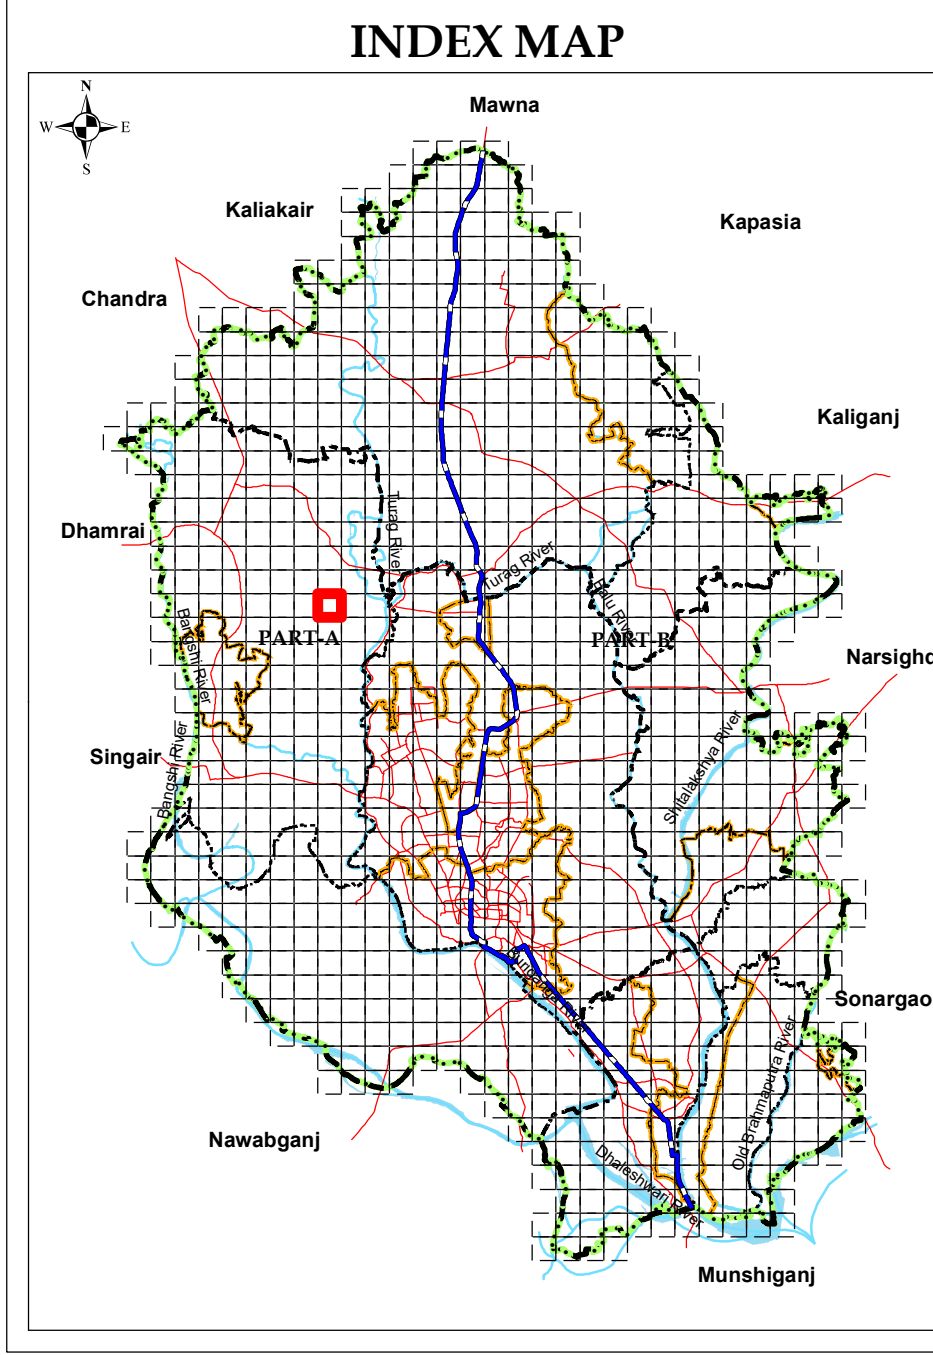 INDEX MAP
N
W E
S
Mawna
Kaliakair
Kapasia
Chandra
Kaliganj
Dhamrai
Turag River
Turag River
Balu River
PART-A
PART-B
Bangshi River
Narsighd
Shitalakshya River
Singair
Bangshi River
Buriganga River
Sonargao
Old Brahmaputra River
Nawabganj
Dhaleshwari River
Munshiganj